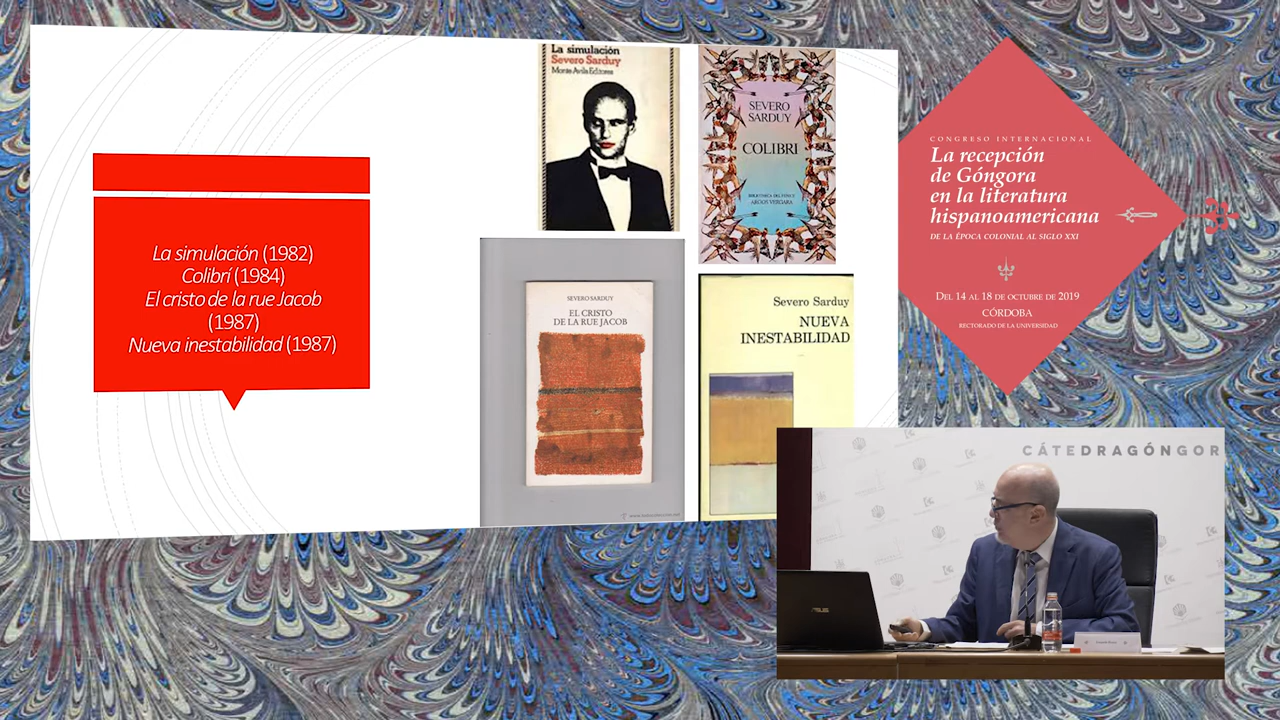 La simulación (1982)
Colibrí (1984)
El cristo de la rue Jacob
(1987)
Nueva inestabilidad (1987)
La simulación
Severo Sarduy
Monte Avila Editores
SEVERO
SARDUY
COLIBRI
ARGOS VERGARA
SEVERO SARDUY
EL CRISTO
DE LA RUE JACOB
Severo Sarduy
NUEVA
INESTABILIDAD
CONGRESO INTERNACIONAL
La recepción
de Góngora
en la literatura
hispanoamericana
DE LA ÉPOCA COLONIAL AL SIGLO XXI
DEL 14 AL 18 DE OCTUBRE DE 2019
CÓRDOBA
RECTORADO DE LA UNIVERSIDAD
CÁTEDRAGÓNGOR
ASUS